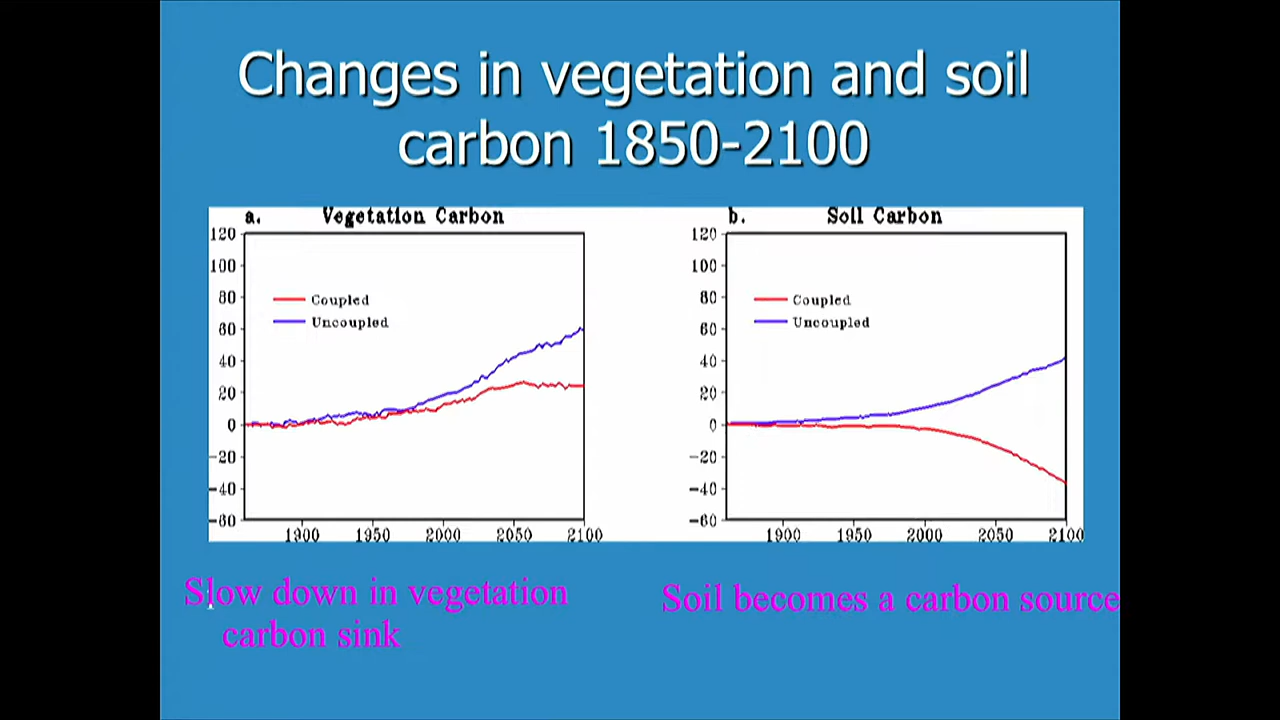 Changes in vegetation and soil
carbon 1850-2100
a. Vegetation Carbon
120
100
80
60
40
20
0
-20
-40
-60
Coupled
Uncoupled
1900 1950 2000 2050 2100
b. Soil Carbon
120
100
80
60
40
20
0
-20
-40
-60
Coupled
Uncoupled
1900 1950 2000 2050 2100
Slow down in vegetation
carbon sink
Soil becomes a carbon source